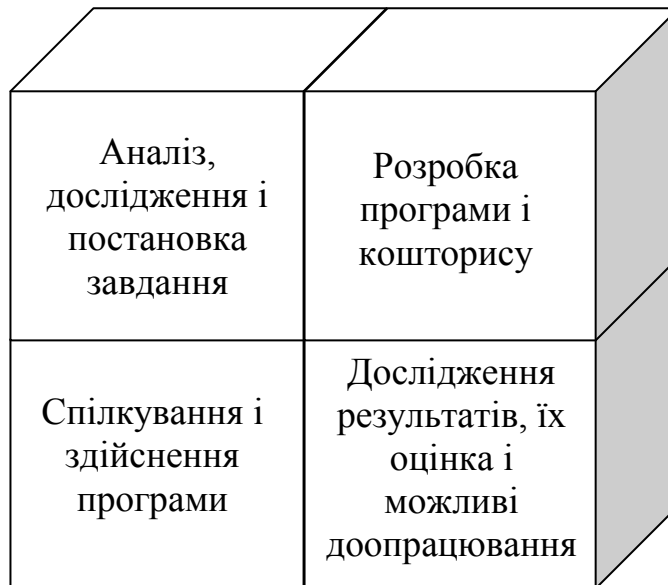 Аналіз,
дослідження і
постановка
завдання
Розробка
програми і
кошторису
Спілкування і
здійснення
програми
Дослідження
результатів, їх
оцінка і
можливі
доопрацювання